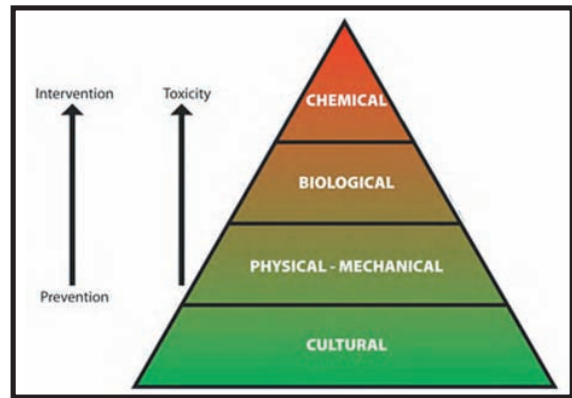 Intervention
Toxicity
CHEMICAL
BIOLOGICAL
PHYSICAL - MECHANICAL
Prevention
CULTURAL